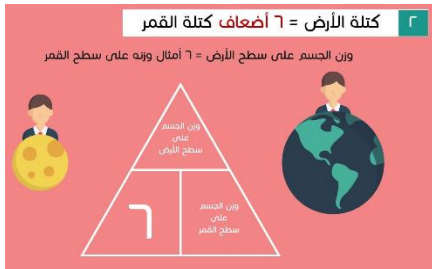 ٢
كتلة الأرض = ٦ أضعاف كتلة القمر
وزن الجسم على سطح الأرض = ٦ أمثال وزنه على سطح القمر
وزن الجسم
على
سطح الأرض
٦
وزن الجسم
على
سطح القمر